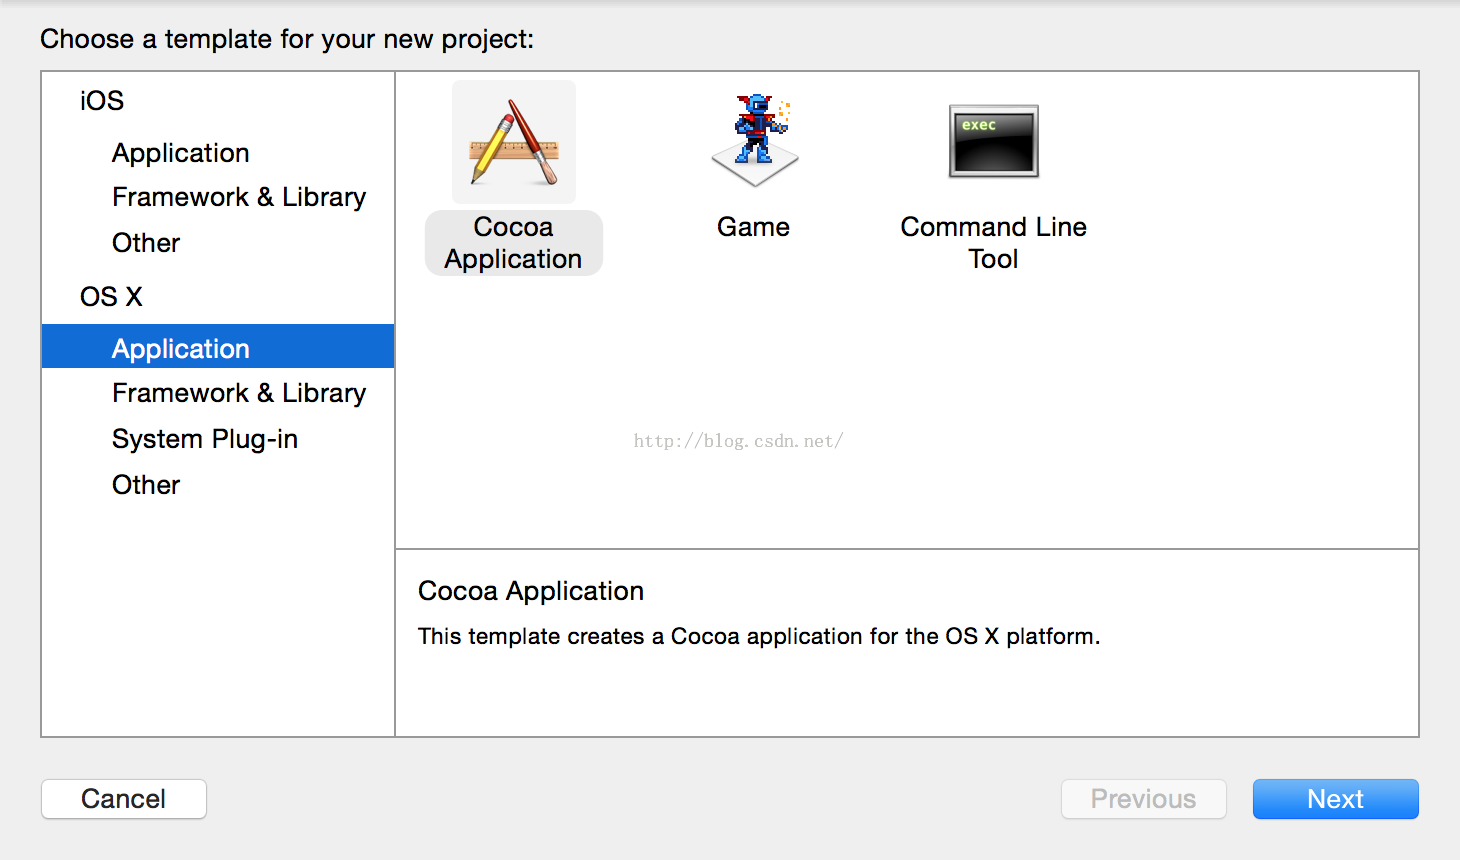 Choose a template for your new project:
iOS
Application
Framework & Library
Other
OS X
Application
Framework & Library
System Plug-in
Other
Cocoa
Application
Game
exec
Command Line
Tool
http://blog.csdn.net/
Cocoa Application
This template creates a Cocoa application for the OS X platform.
Cancel
Previous
Next